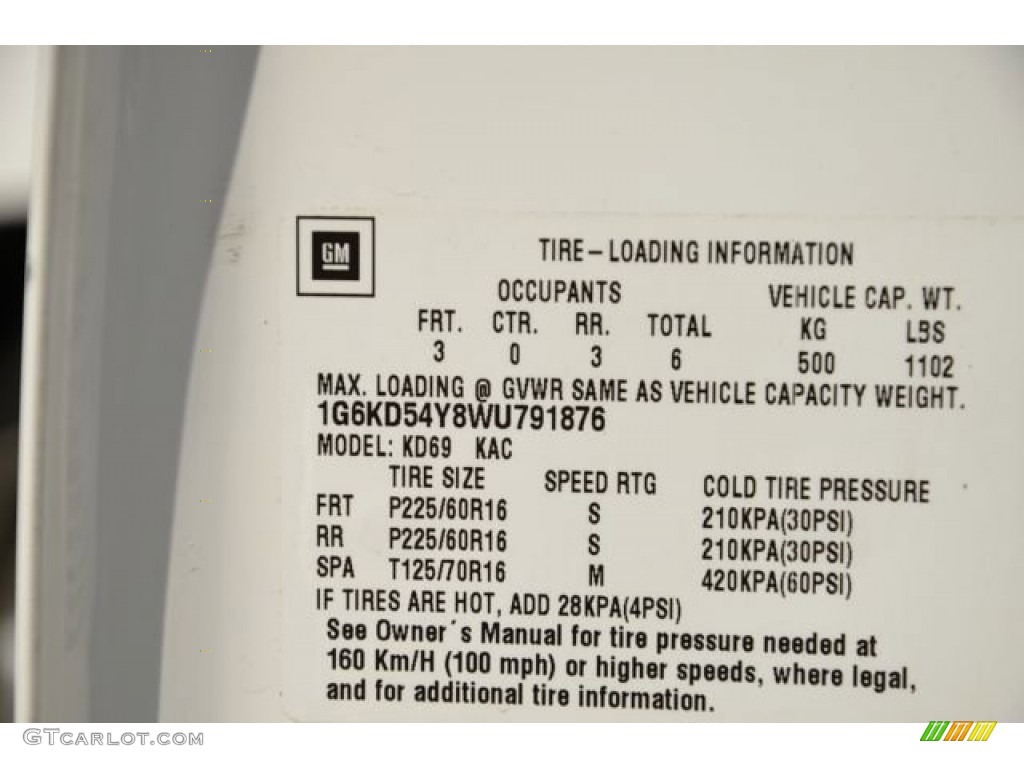 GM
TIRE-LOADING INFORMATION
OCCUPANTS VEHICLE CAP. WT.
FRT. CTR. RR. TOTAL KG LBS
3 0 3 6 500 1102
MAX. LOADING @ GVWR SAME AS VEHICLE CAPACITY WEIGHT.
1G6KD54Y8WU791876
MODEL: KD69 KAC
TIRE SIZE SPEED RTG COLD TIRE PRESSURE
FRT P225/60R16 S 210KPA(30PSI)
RR P225/60R16 S 210KPA(30PSI)
SPA T125/70R16 M 420KPA(60PSI)
IF TIRES ARE HOT, ADD 28KPA(4PSI)
See Owner´s Manual for tire pressure needed at
160 Km/H (100 mph) or higher speeds, where legal,
and for additional tire information.
GTCARLOT.COM